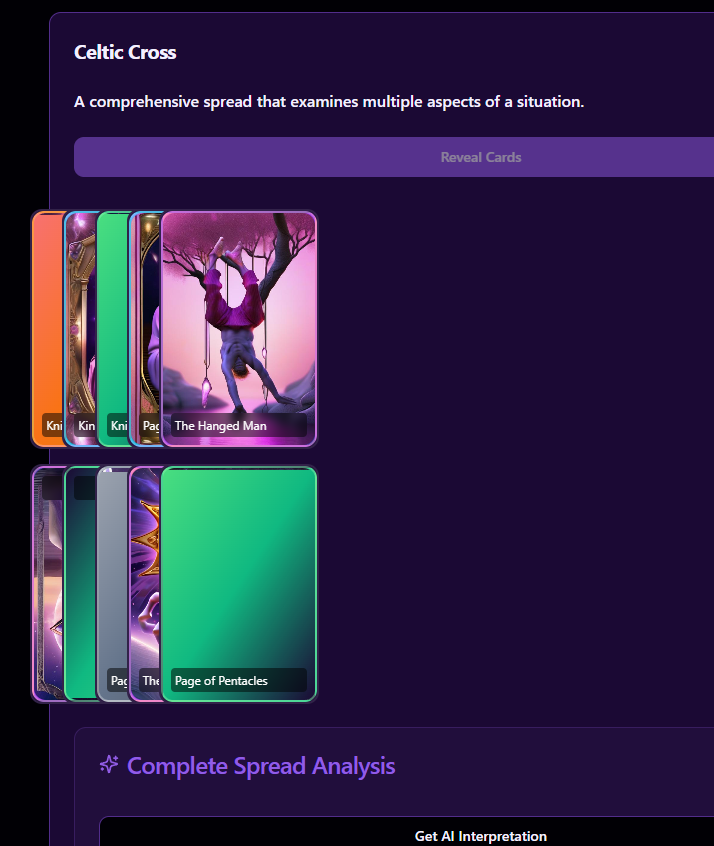 Celtic Cross
A comprehensive spread that examines multiple aspects of a situation.
Reveal Cards
Kni
Kin
Kni
Pag
The Hanged Man
Pag
The
Page of Pentacles
Complete Spread Analysis
Get AI Interpretation